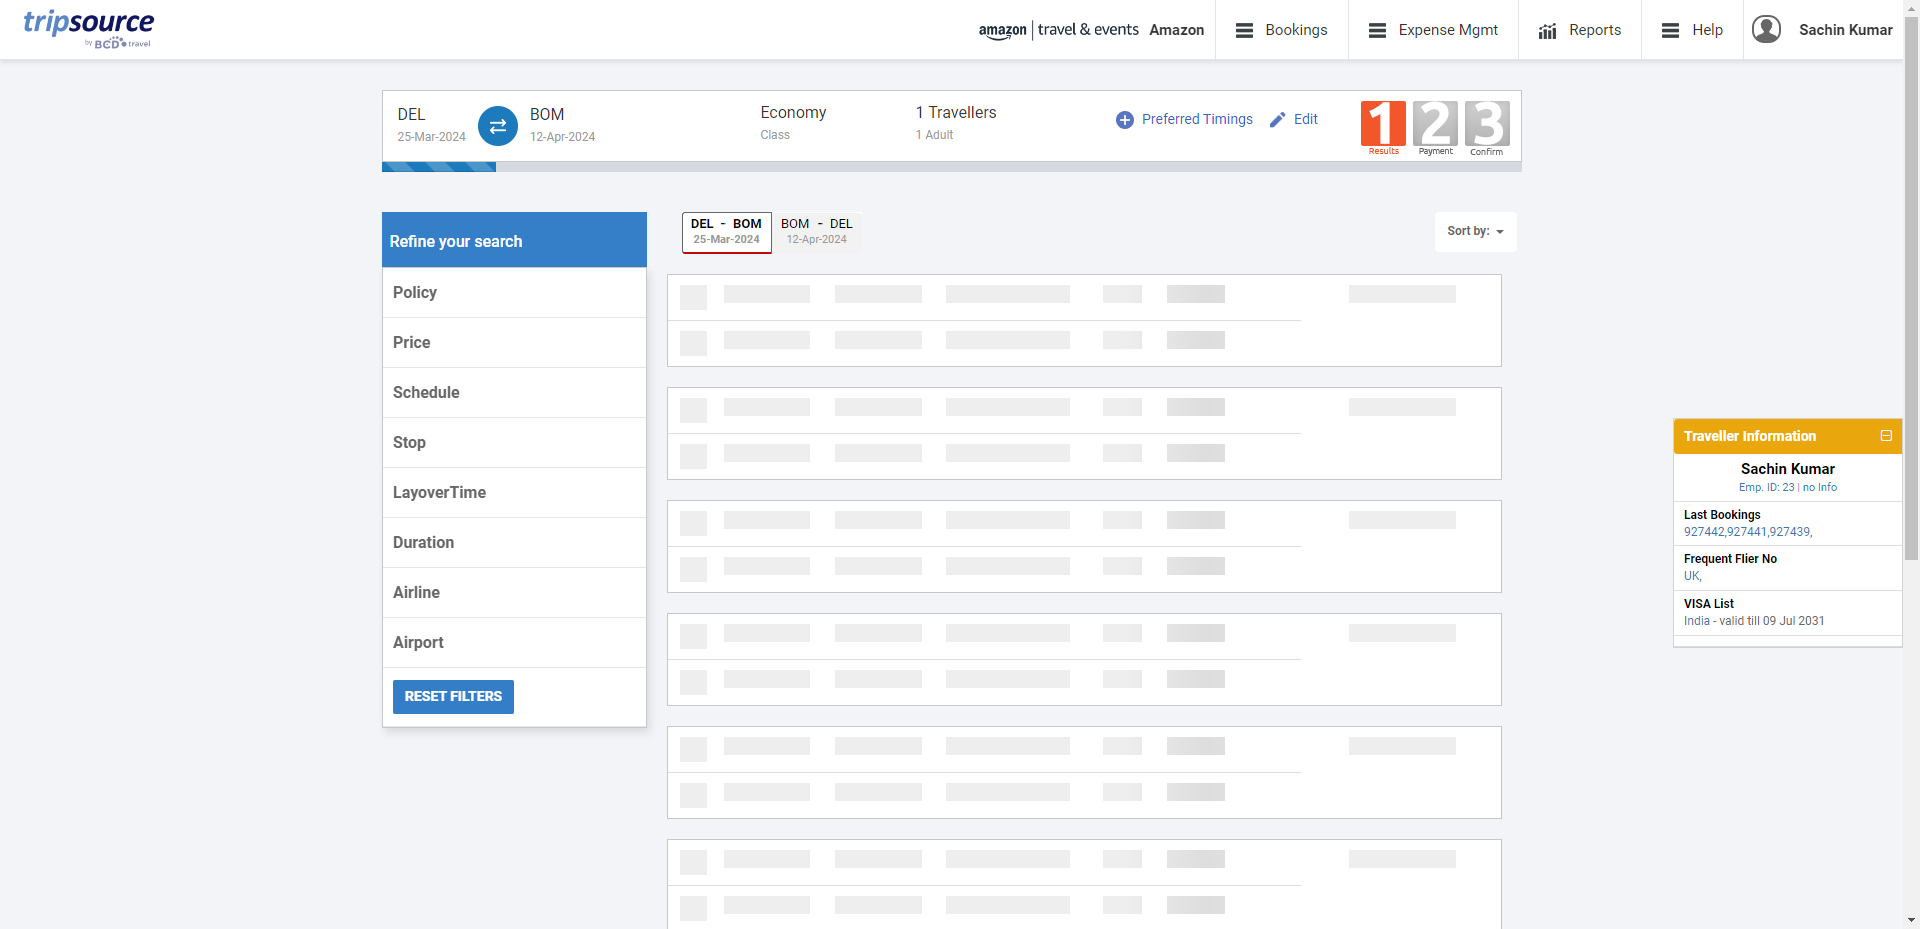 tripsource
by BCD travel
amazon | travel & events Amazon
Bookings
Expense Mgmt
Reports
Help
Sachin Kumar
DEL
25-Mar-2024
BOM
12-Apr-2024
Economy
Class
1 Travellers
1 Adult
Preferred Timings
Edit
1 2 3
Results Payment Confirm
Refine your search
Policy
Price
Schedule
Stop
LayoverTime
Duration
Airline
Airport
RESET FILTERS
DEL - BOM
25-Mar-2024
BOM - DEL
12-Apr-2024
Sort by:
Traveller Information
Sachin Kumar
Emp. ID: 23 | no Info
Last Bookings
927442,927441,927439,
Frequent Flier No
UK,
VISA List
India - valid till 09 Jul 2031